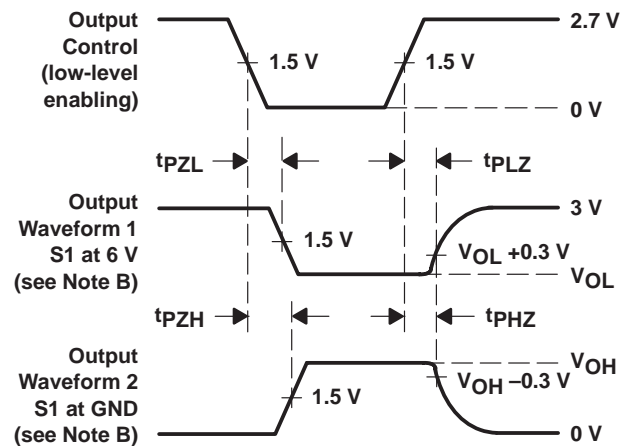 Output
Control
(low-level
enabling)
1.5 V
1.5 V
2.7 V
0 V
tPZL
tPLZ
Output
Waveform 1
S1 at 6 V
(see Note B)
1.5 V
3 V
VOL +0.3 V
VOL
tPZH
tPHZ
Output
Waveform 2
S1 at GND
(see Note B)
1.5 V
VOH
VOH −0.3 V
0 V